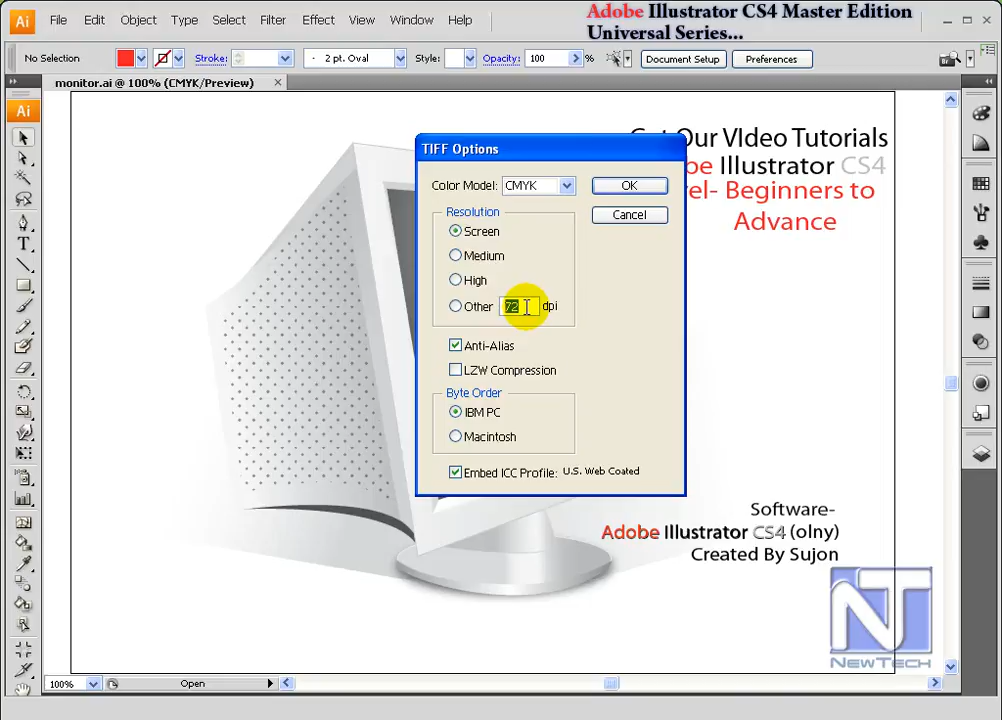 Ai File Edit Object Type Select Filter Effect View Window Help
Adobe Illustrator CS4 Master Edition
Universal Series...
No Selection Stroke: 2 pt. Oval Style: Opacity: 100 % Document Setup Preferences
monitor.ai @ 100% (CMYK/Preview)
Ai
Our VIdeo Tutorials
Illustrator CS4
Beginners to
Advance
TIFF Options
Color Model: CMYK
OK
Cancel
Resolution
Screen
Medium
High
Other 72 dpi
Anti-Alias
LZW Compression
Byte Order
IBM PC
Macintosh
Embed ICC Profile: U.S. Web Coated
Software-
Adobe Illustrator CS4 (olny)
Created By Sujon
NT
NEWTECH
100% Open